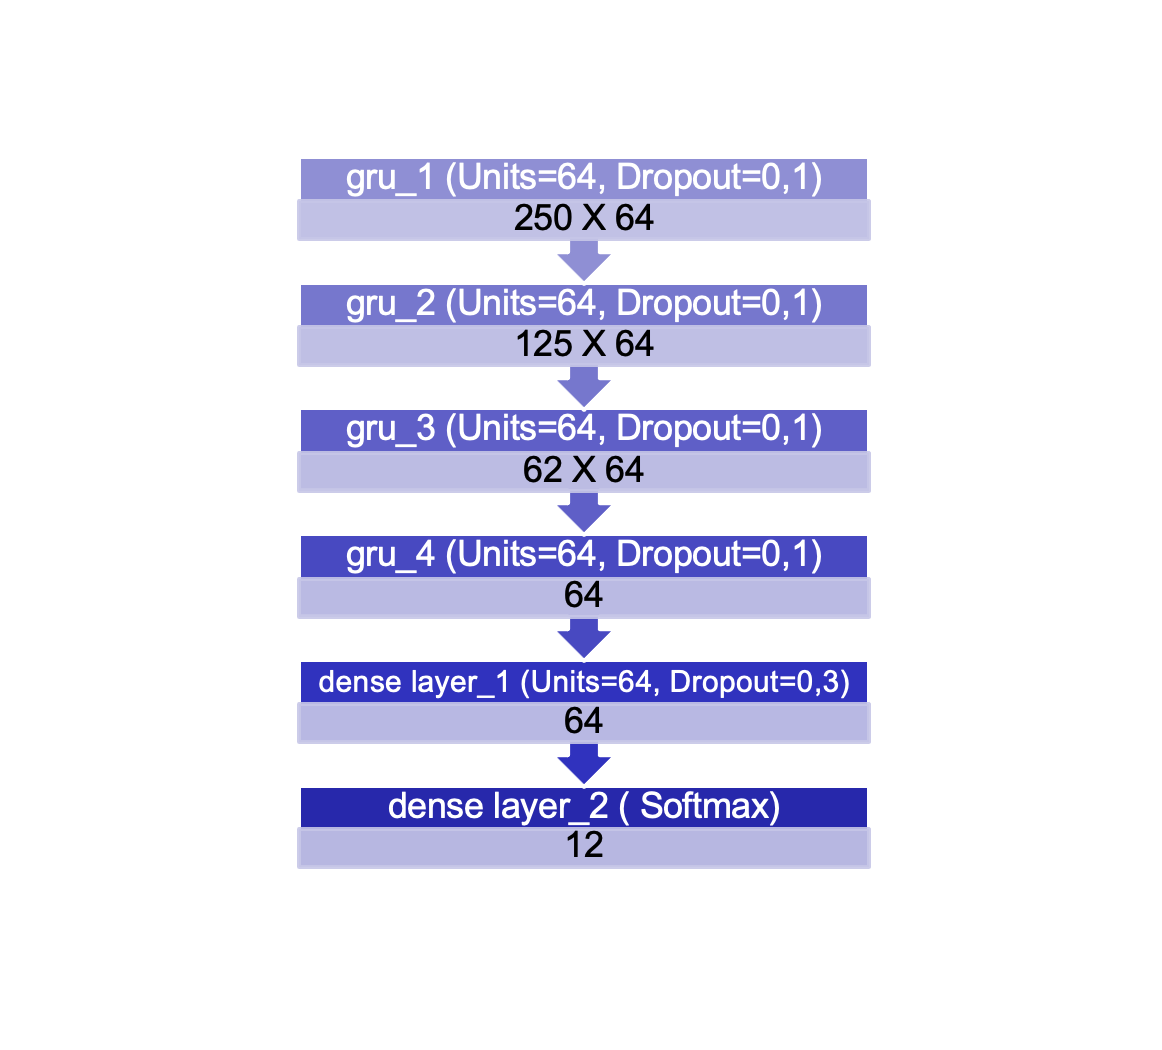 gru_1 (Units=64, Dropout=0,1)
250 X 64
gru_2 (Units=64, Dropout=0,1)
125 X 64
gru_3 (Units=64, Dropout=0,1)
62 X 64
gru_4 (Units=64, Dropout=0,1)
64
dense layer_1 (Units=64, Dropout=0,3)
64
dense layer_2 ( Softmax)
12